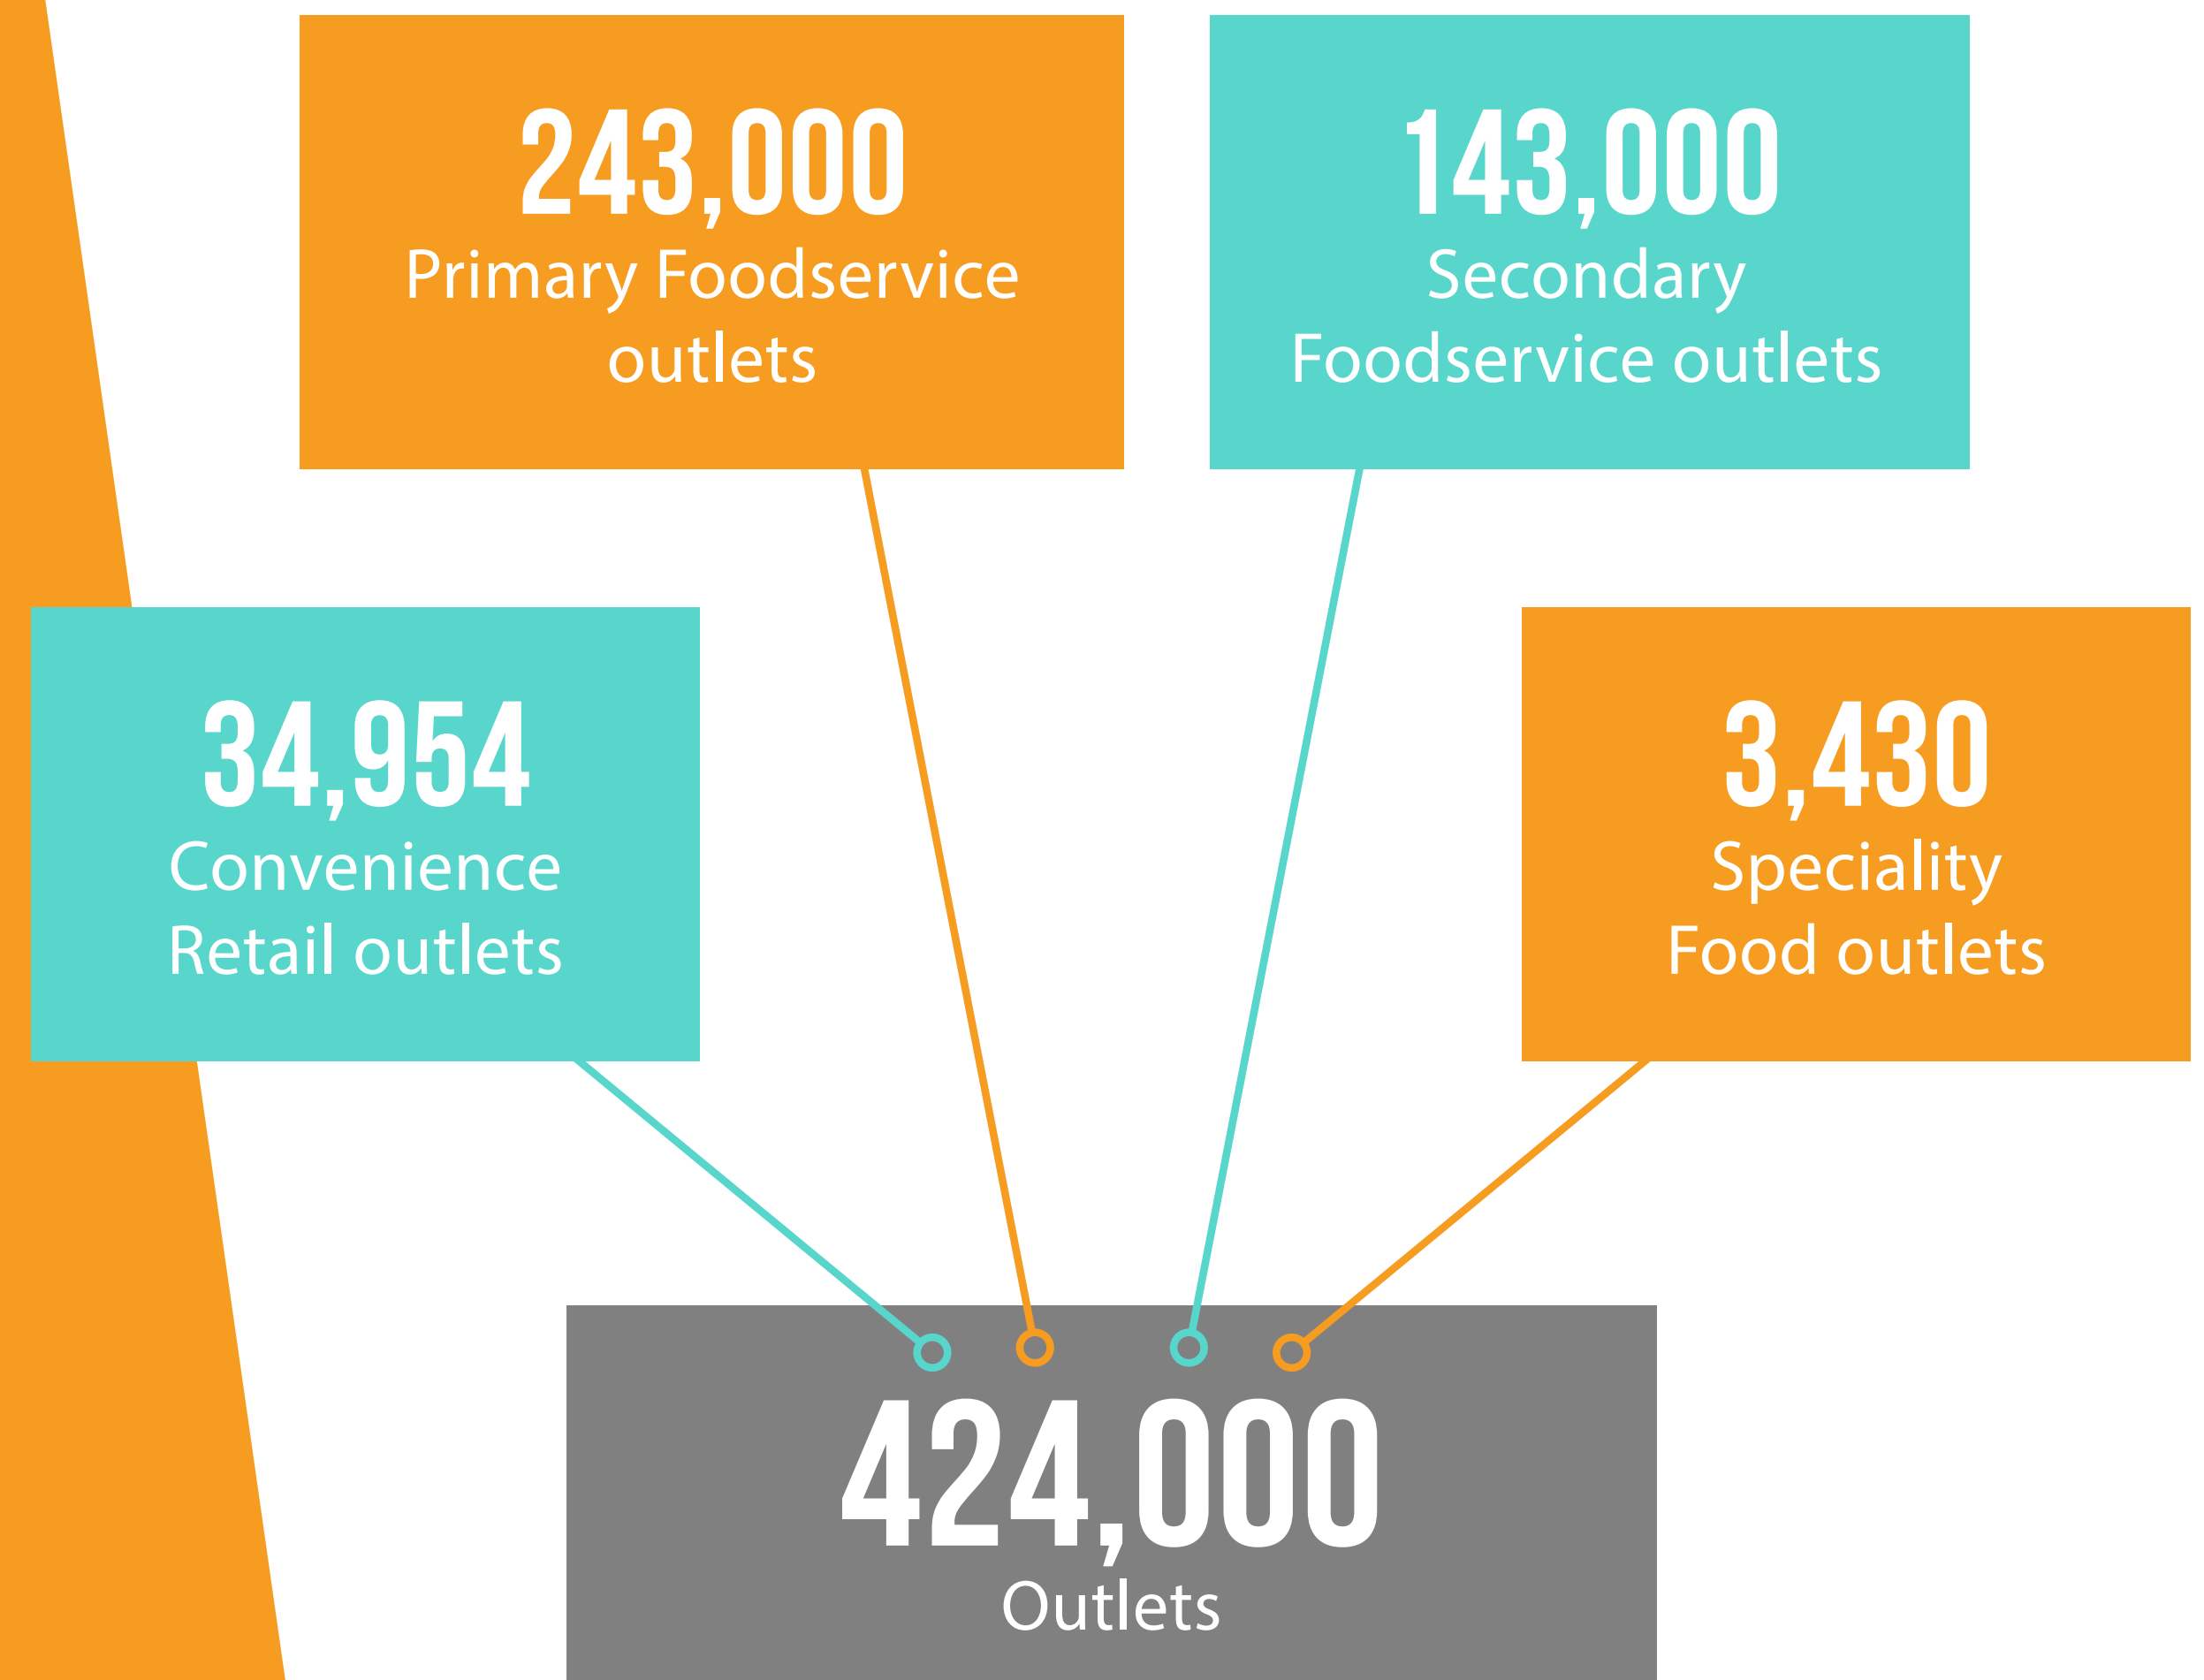 243,000
Primary Foodservice
outlets
143,000
Secondary
Foodservice outlets
34,954
Convenience
Retail outlets
3,430
Speciality
Food outlets
424,000
Outlets